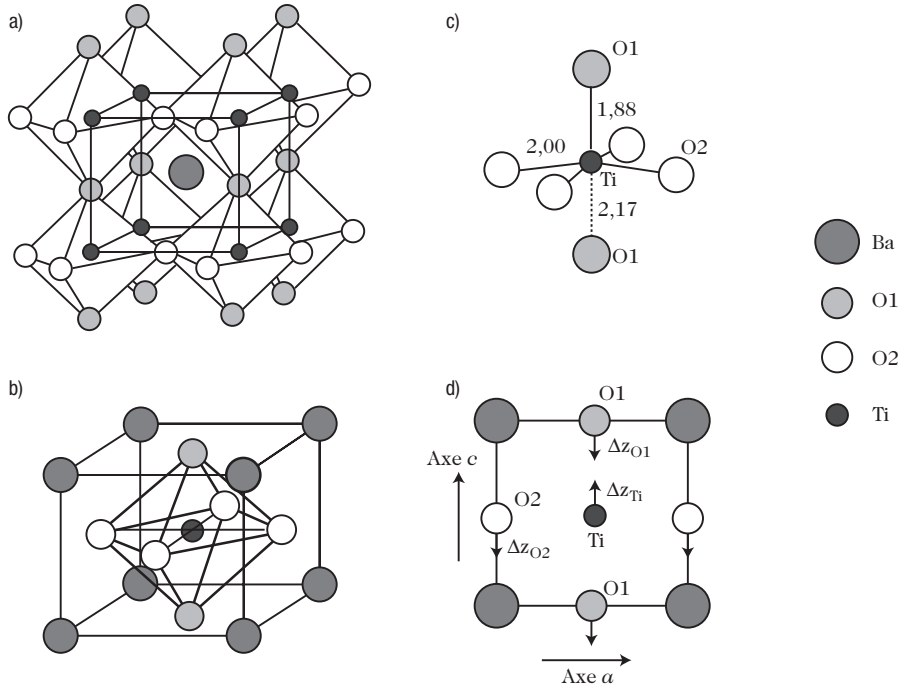 a)
c)
O1
1,88
2,00
O2
Ti
2,17
O1
Ba
O1
O2
Ti
b)
d)
O1
Axe c
ΔzO1
O2
ΔzTi
Ti
ΔzO2
O1
Axe a